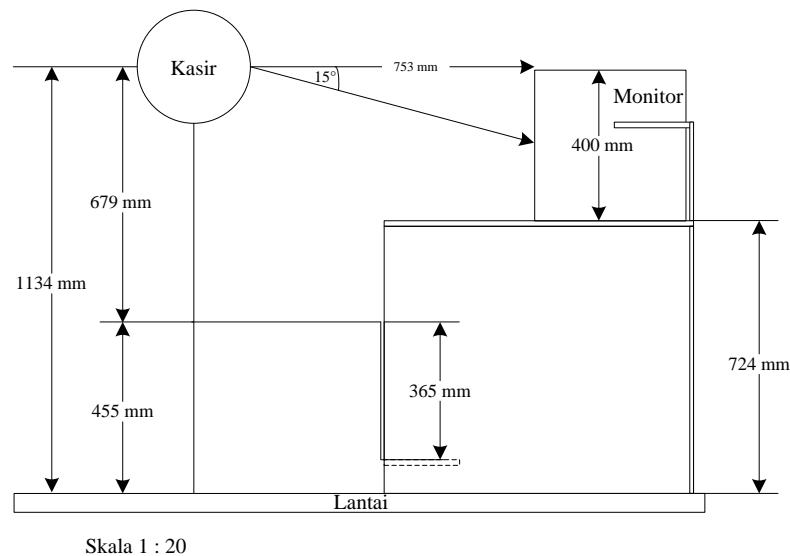 Kasir
753 mm
15°
Monitor
400 mm
679 mm
1134 mm
724 mm
365 mm
455 mm
Lantai
Skala 1 : 20